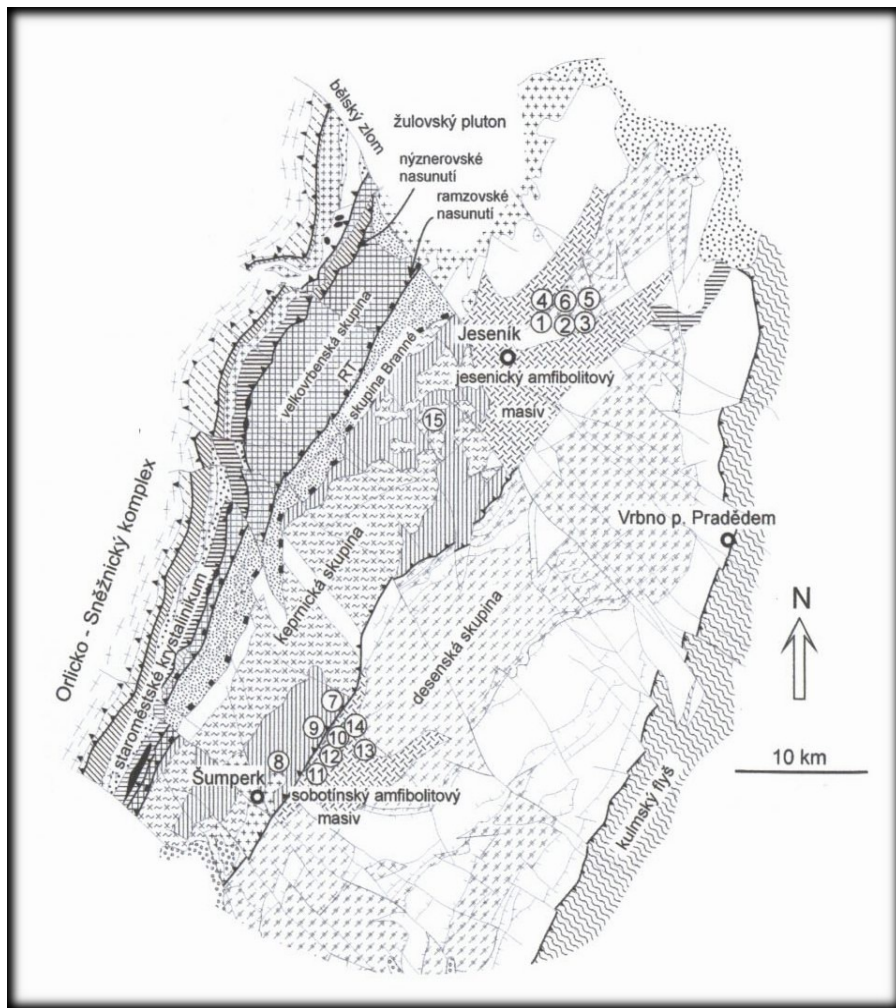 bělský zlom
žulovský pluton
nýznerovské
nasunutí
ramzovské
nasunutí
velkovrbenská skupina
RT
skupina Branné
4 6 5
1 2 3
Jeseník
jesenický amfibolitový
masiv
15
Orlicko - Sněžnický komplex
staroměstské krystalinikum
keprnická skupina
desenská skupina
Vrbno p. Pradědem
N
10 km
7
9 10 14
8 12 13
11
Šumperk
sobotínský amfibolitový
masiv
kulmský flyš